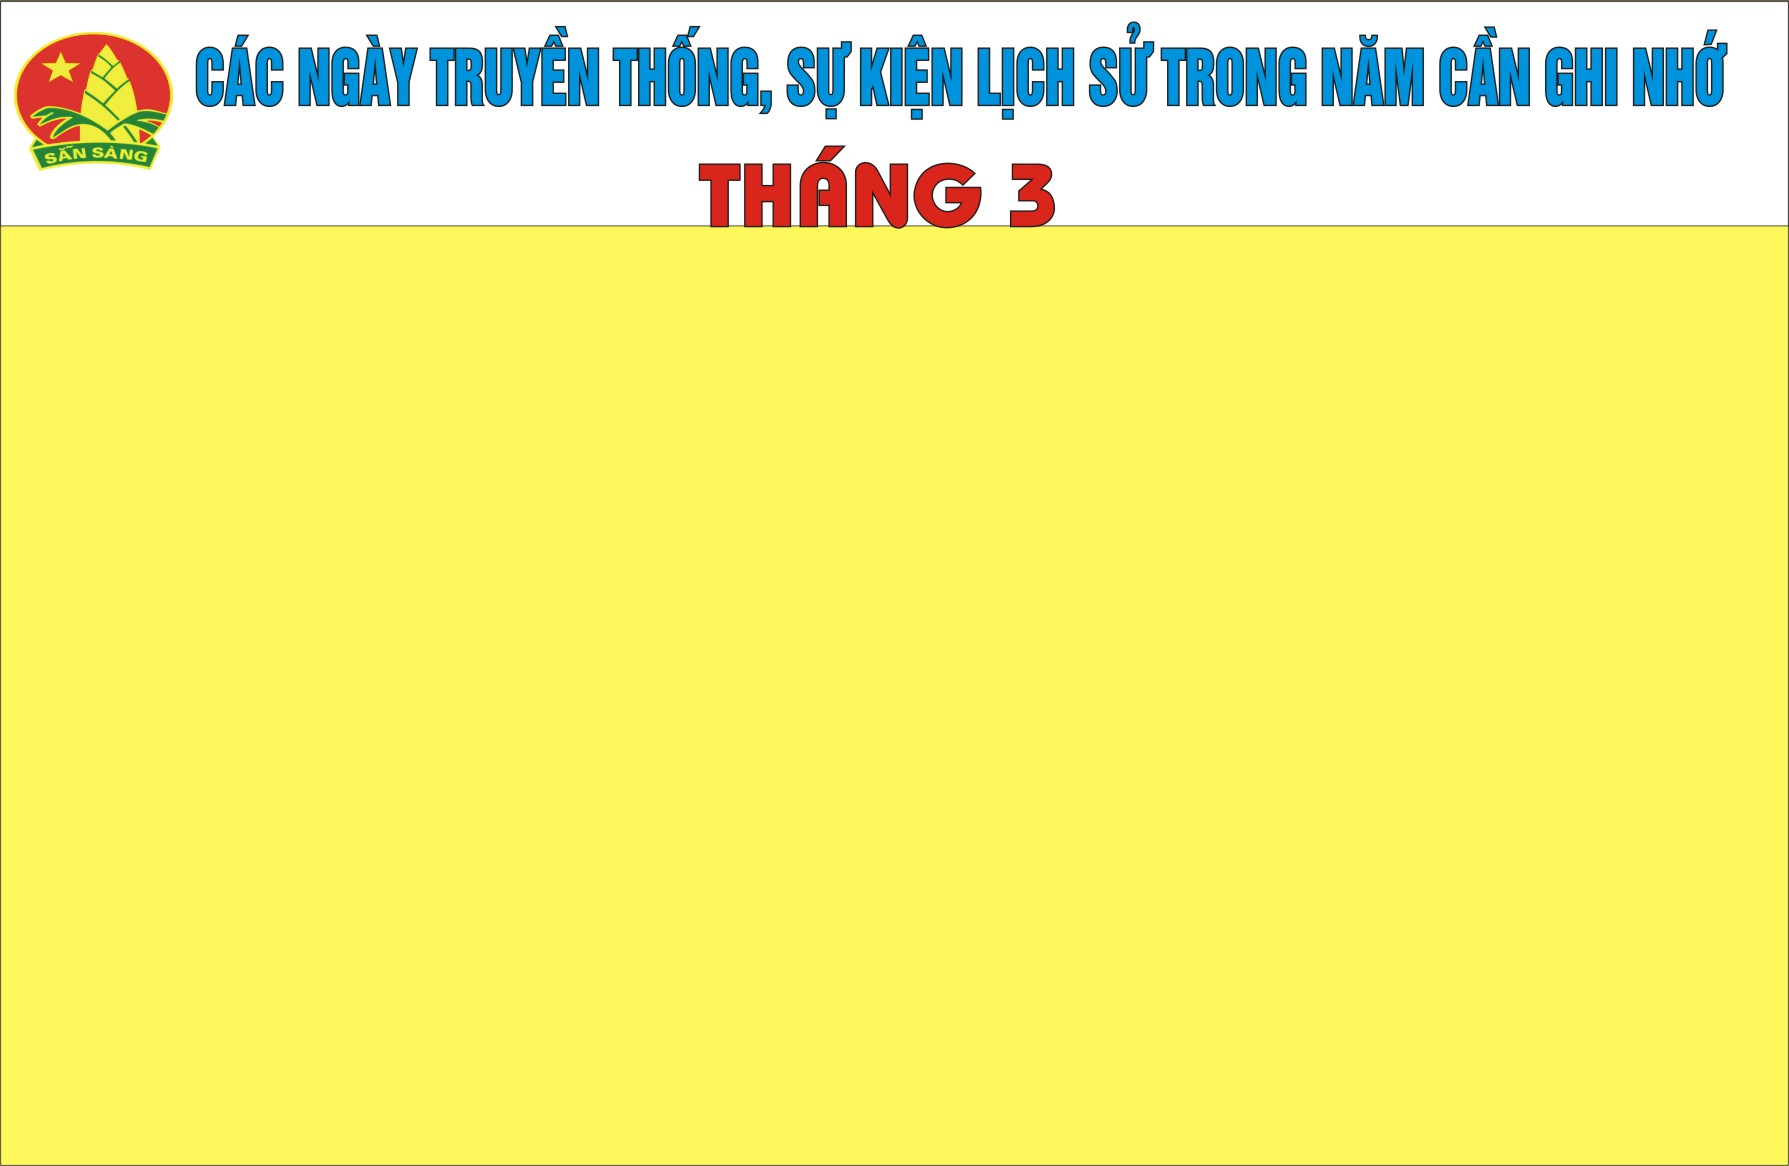 CÁC NGÀY TRUYỀN THỐNG, SỰ KIỆN LỊCH SỬ TRONG NĂM CẦN GHI NHỚ
SẴN SÀNG
THÁNG 3